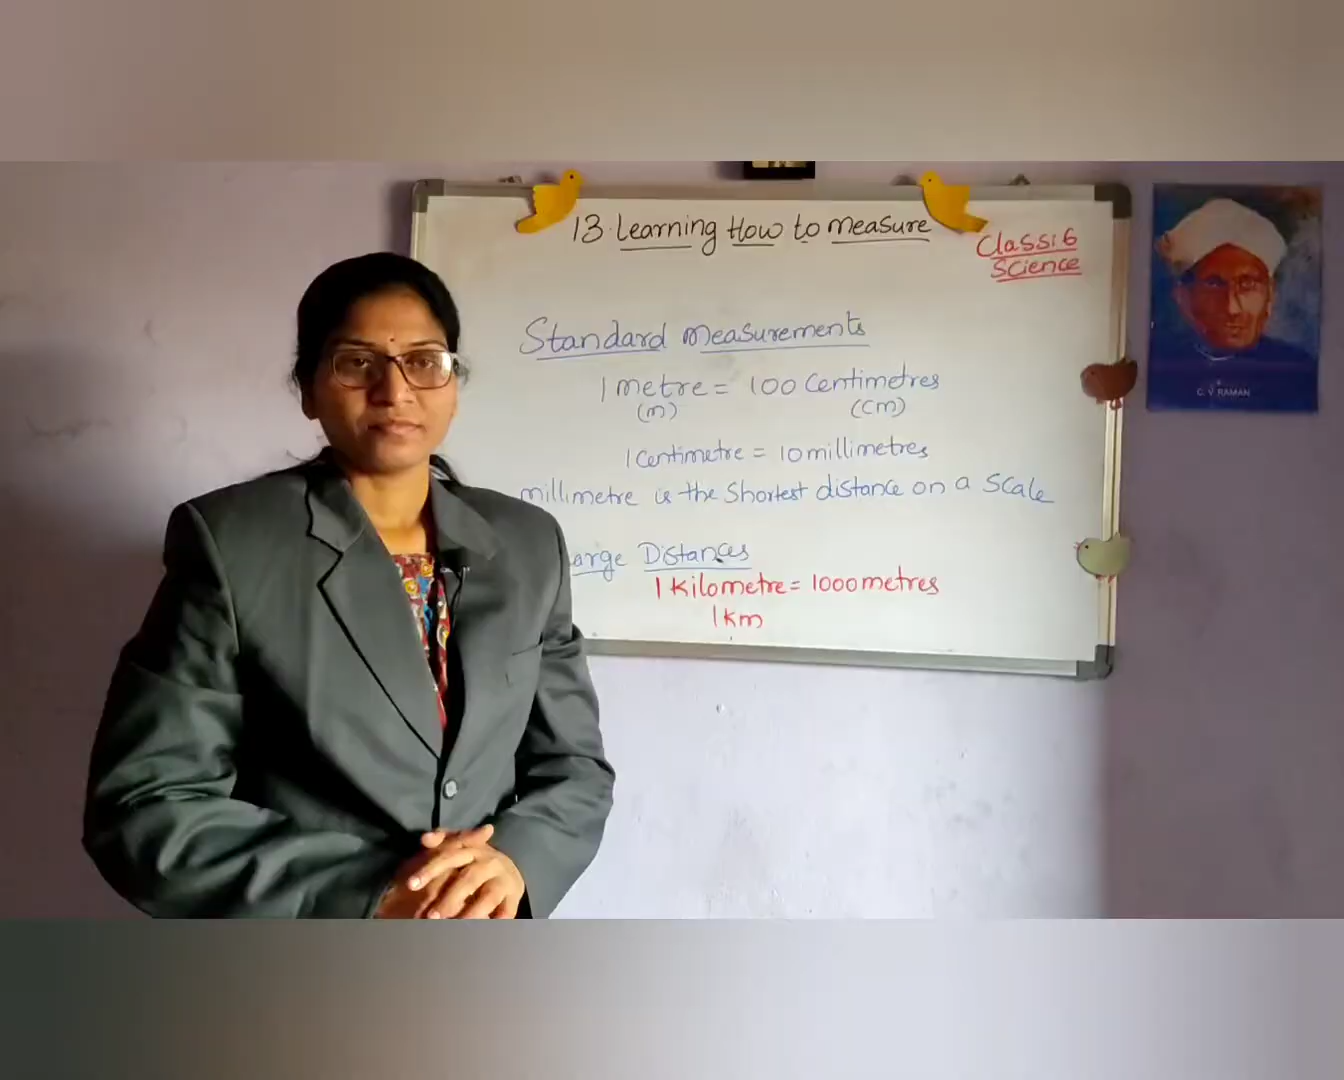 13. Learning How to measure
Class: 6
Science
Standard measurements
1 metre = 100 Centimetres
(m) (Cm)
1 Centimetre = 10 millimetres
millimetre is the Shortest distance on a Scale
arge Distances
1 Kilometre = 1000 metres
1 km
C. V RAMAN